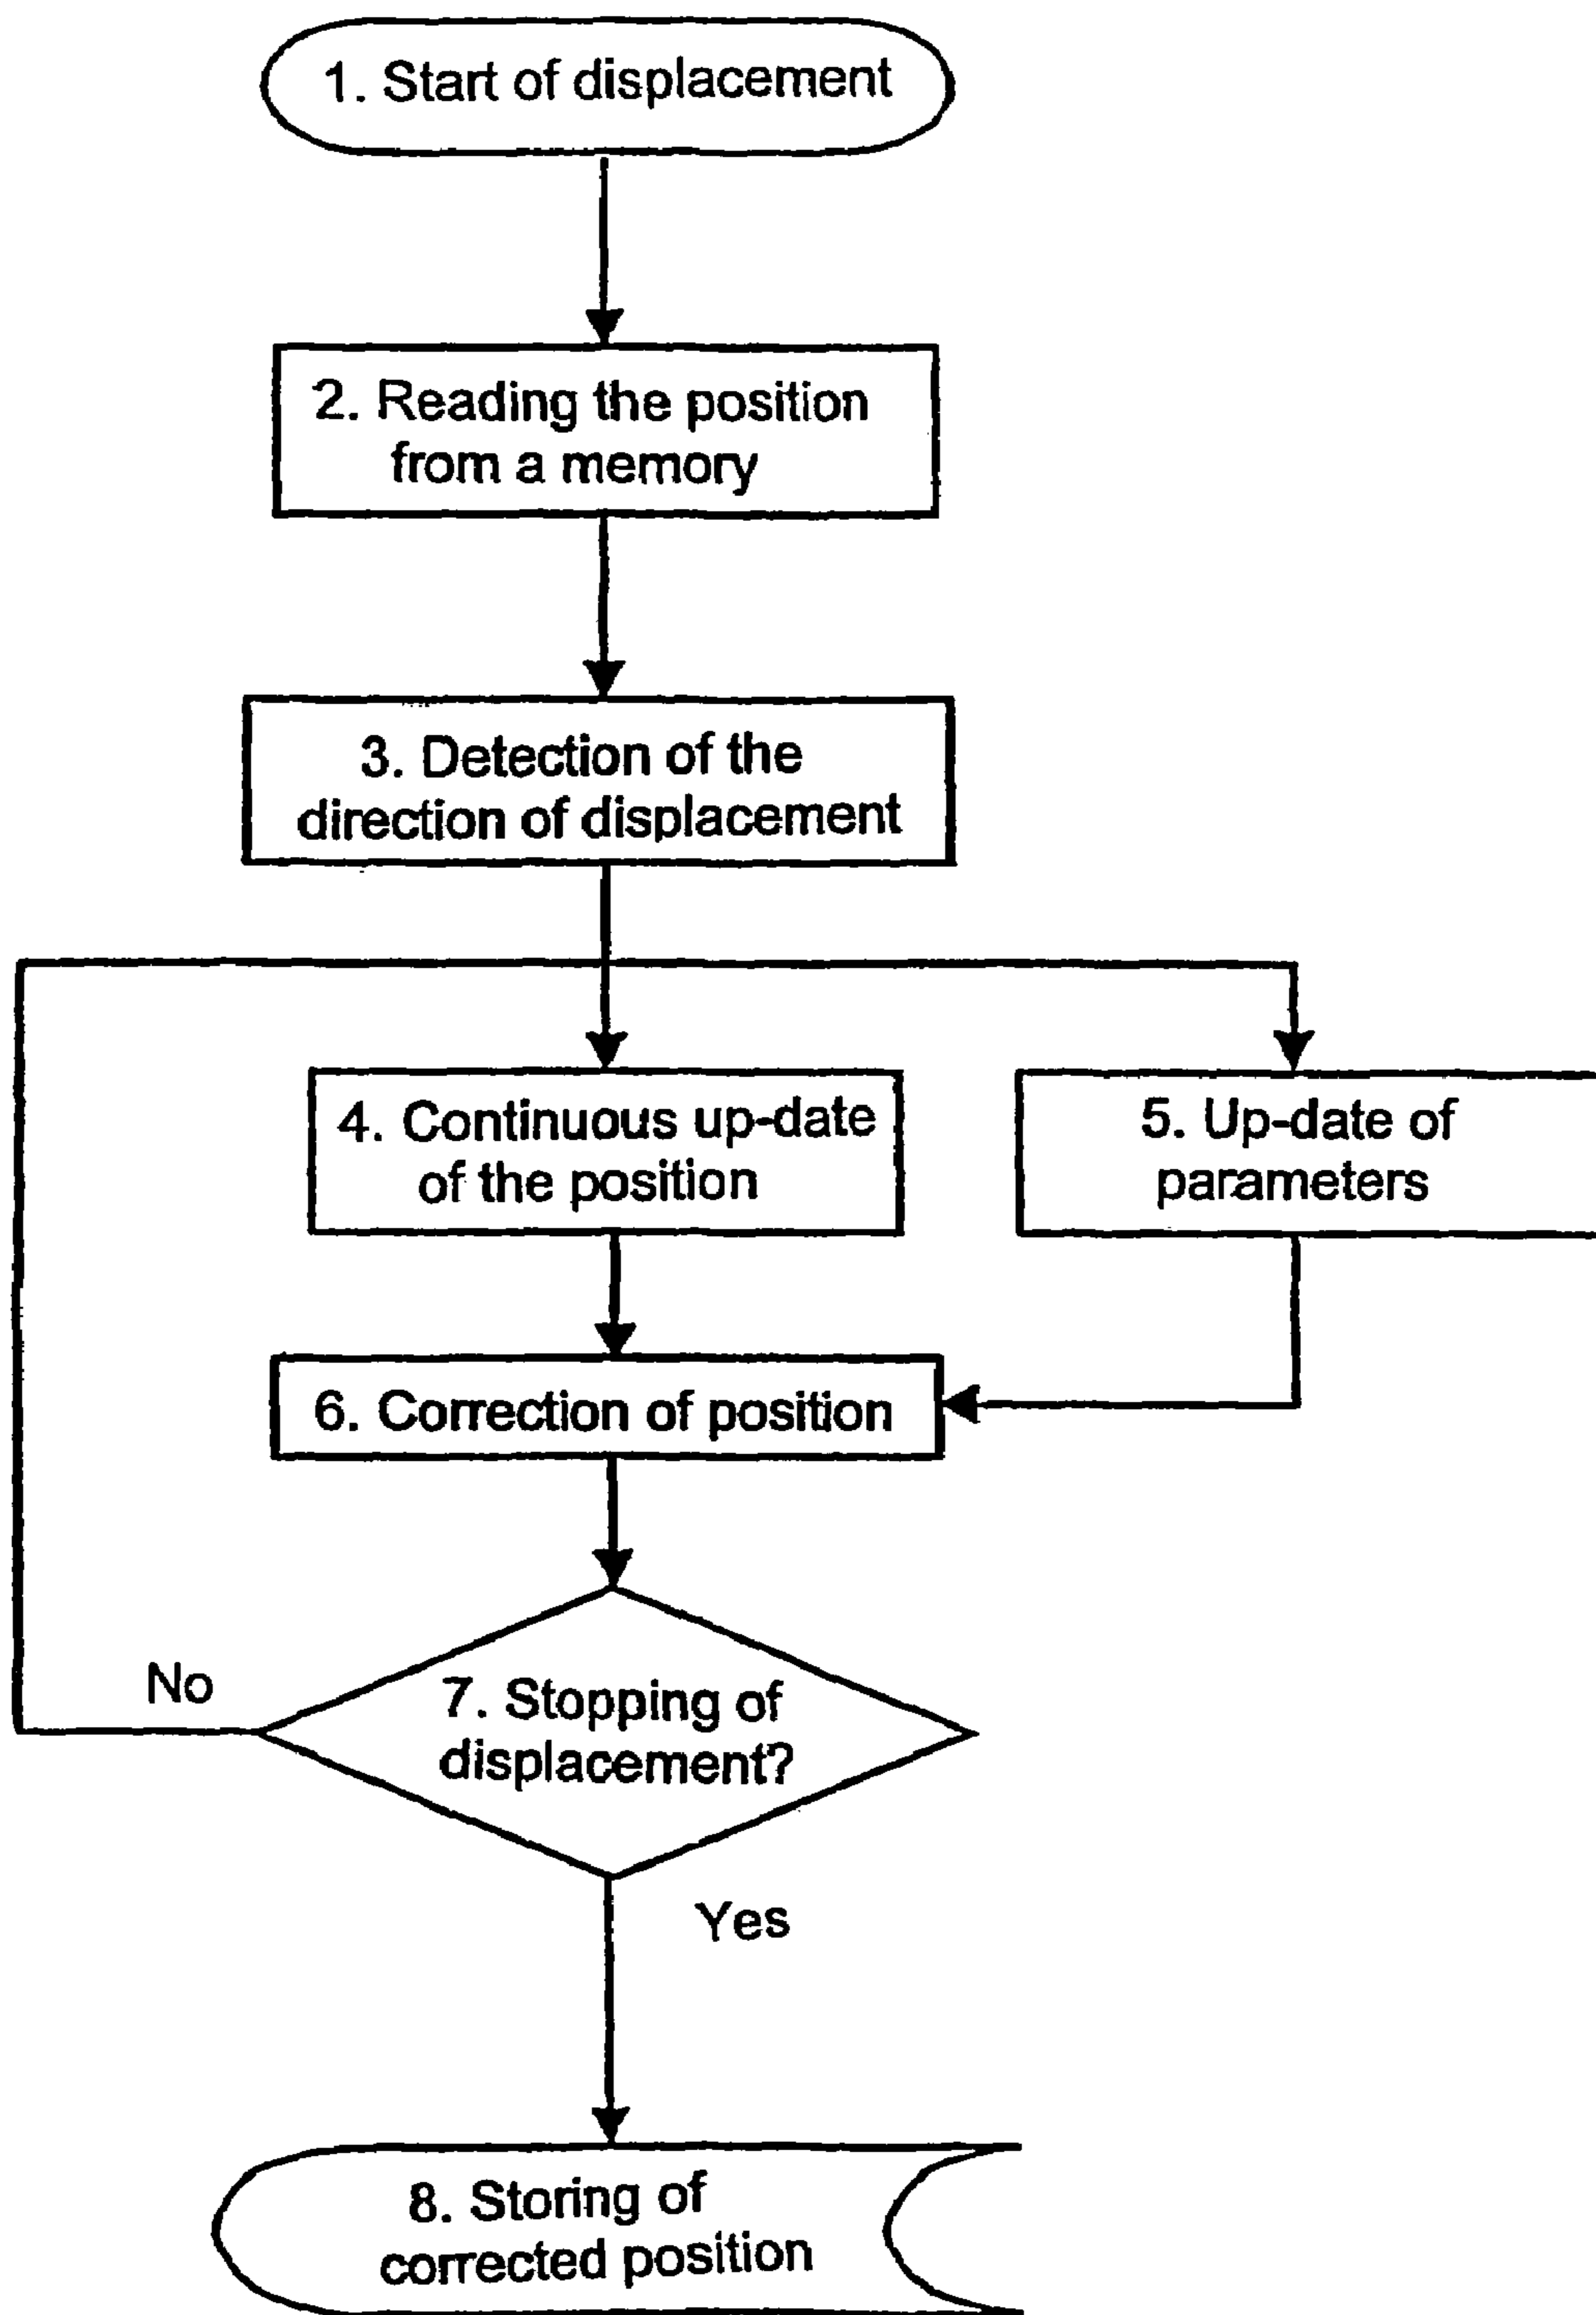 1. Start of displacement
2. Reading the position
from a memory
3. Detection of the
direction of displacement
4. Continuous up-date
of the position
5. Up-date of
parameters
6. Correction of position
7. Stopping of
displacement?
No
Yes
8. Storing of
corrected position